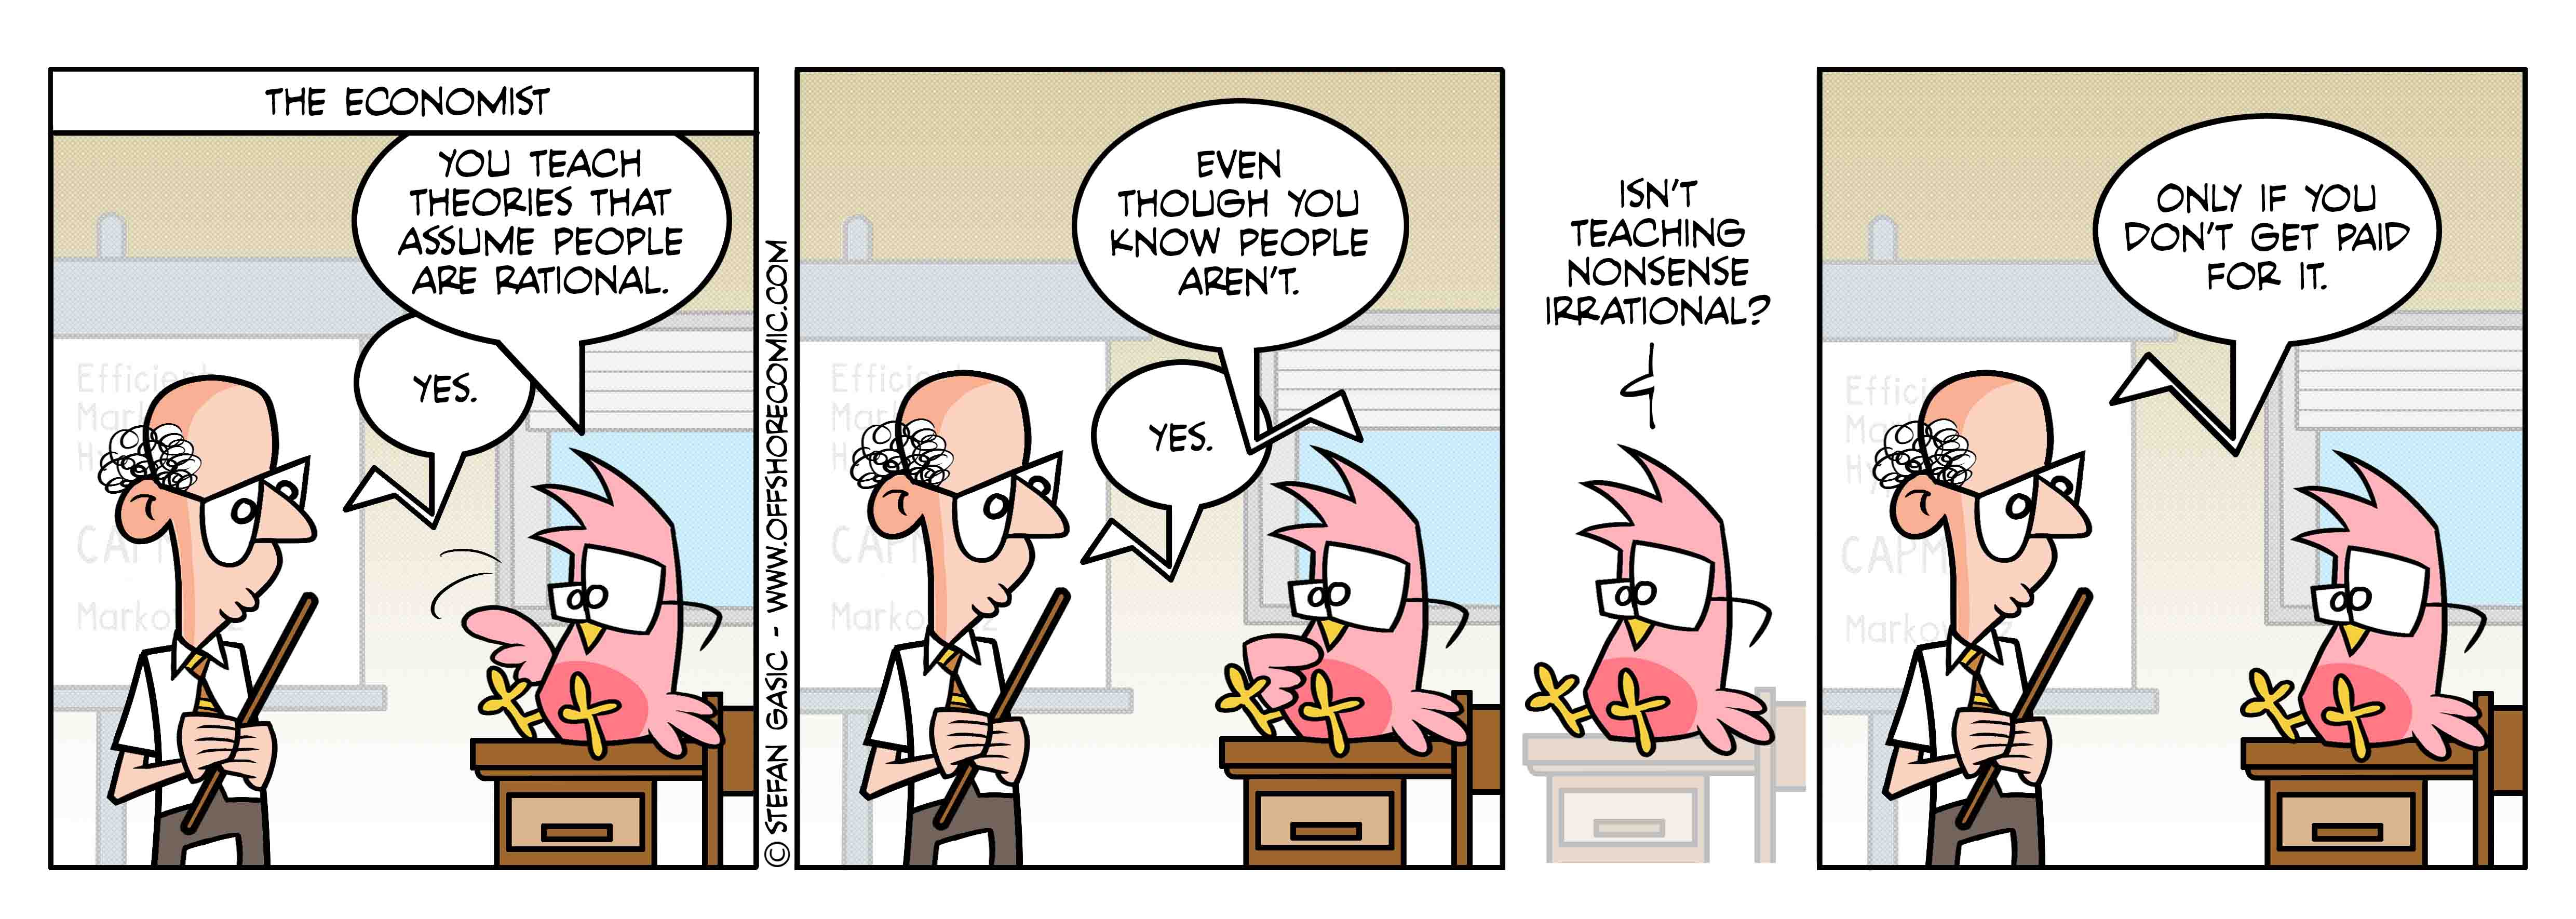 THE ECONOMIST
YOU TEACH
THEORIES THAT
ASSUME PEOPLE
ARE RATIONAL.
YES.
CAPM
© STEFAN GASIC - WWW.OFFSHORECOMIC.COM
EVEN
THOUGH YOU
KNOW PEOPLE
AREN'T.
YES.
ISN'T
TEACHING
NONSENSE
IRRATIONAL?
ONLY IF YOU
DON'T GET PAID
FOR IT.
CAPM